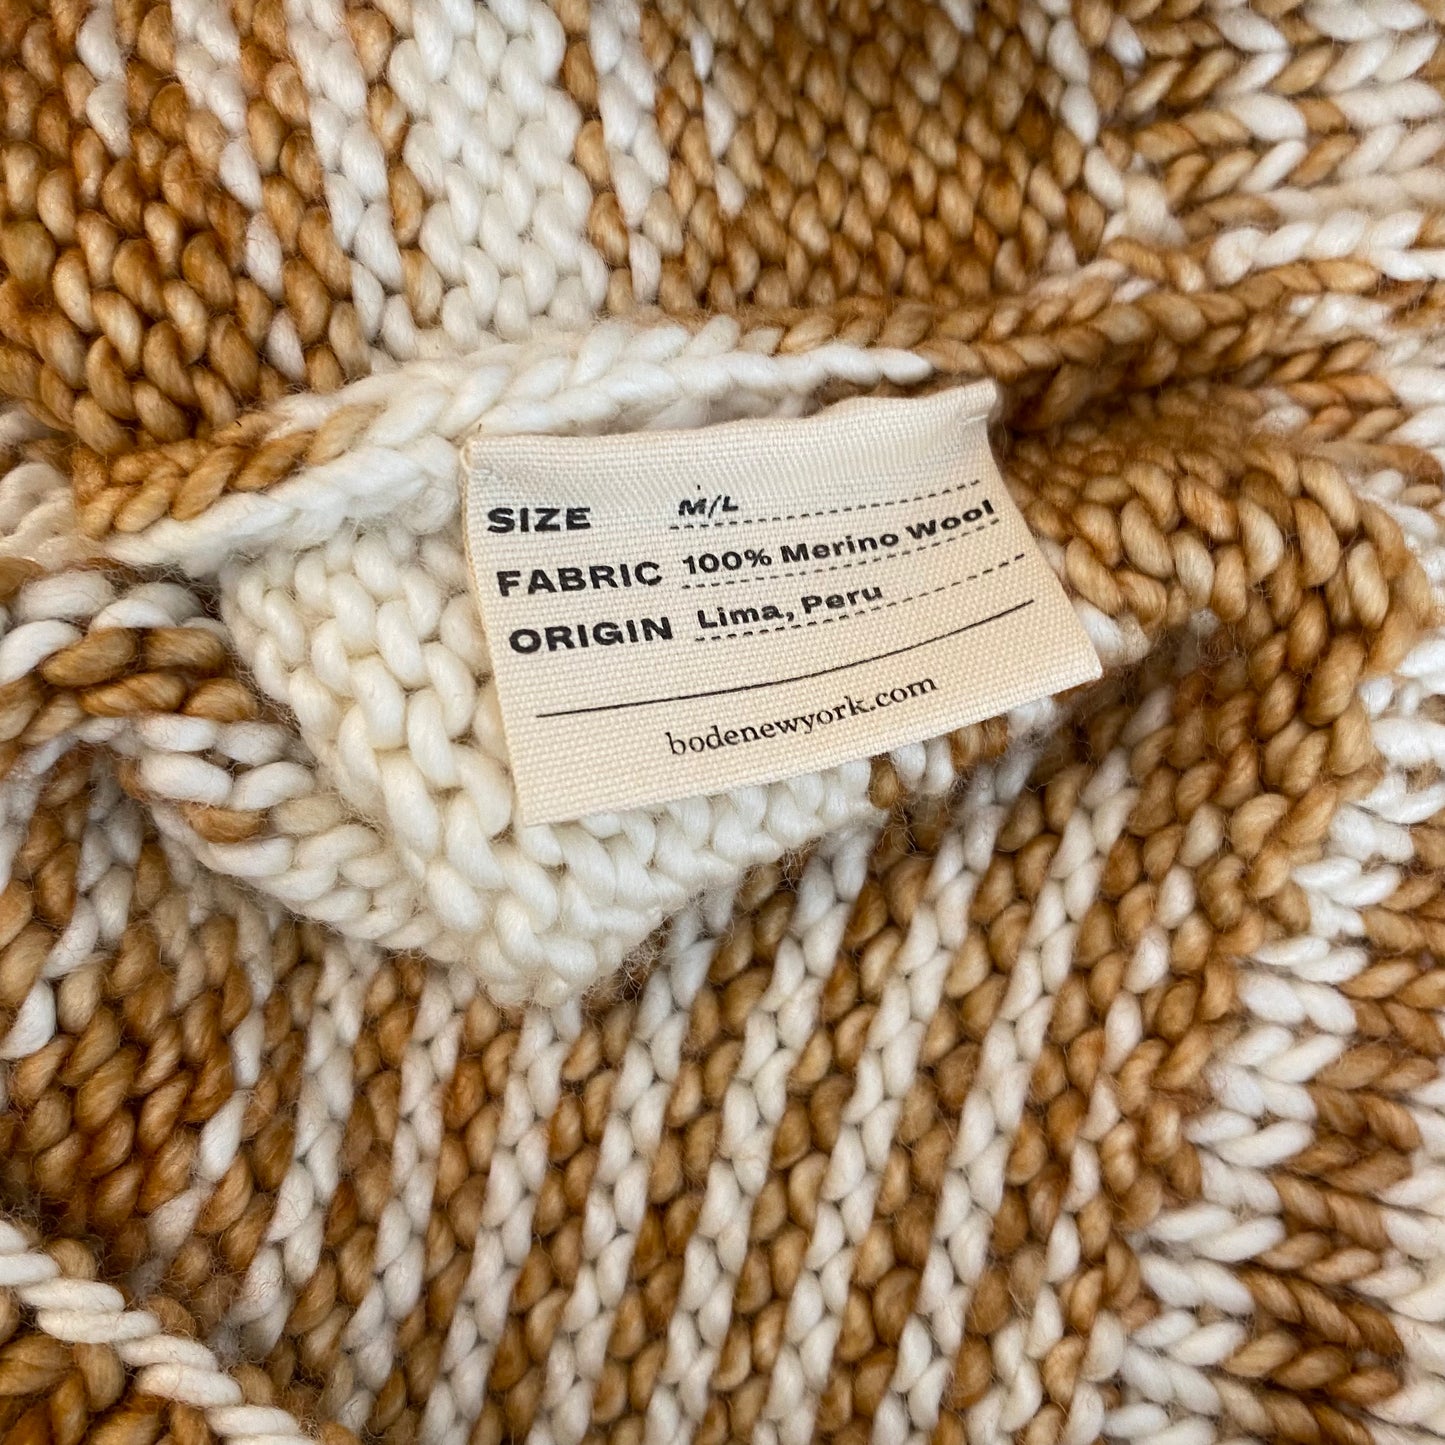 SIZE M/L
FABRIC 100% Merino Wool
ORIGIN Lima, Peru
bodenewyork.com